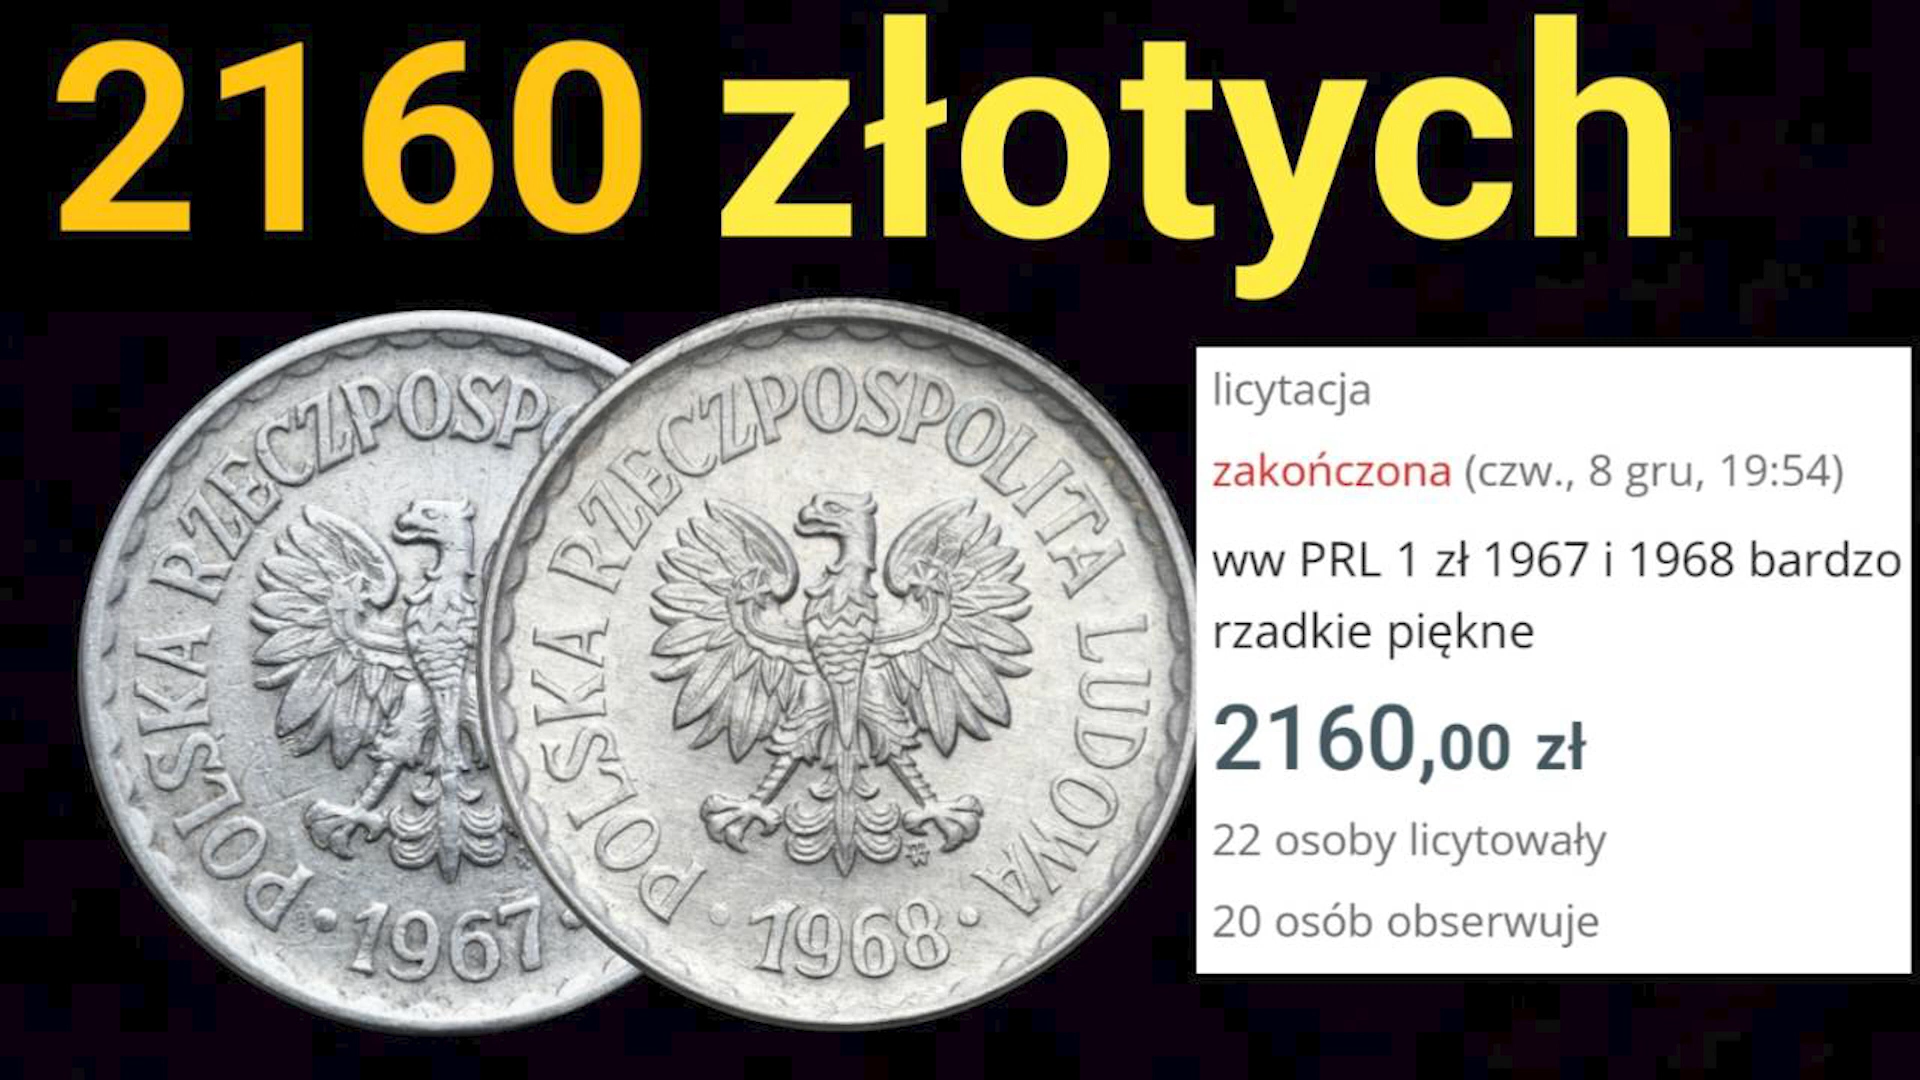 2160 złotych
POLSKA RZECZPOSP
1967
POLSKA RZECZPOSPOLITA LUDOWA
1968
licytacja
zakończona (czw., 8 gru, 19:54)
ww PRL 1 zł 1967 i 1968 bardzo
rzadkie piękne
2160,00 zł
22 osoby licytowały
20 osób obserwuje